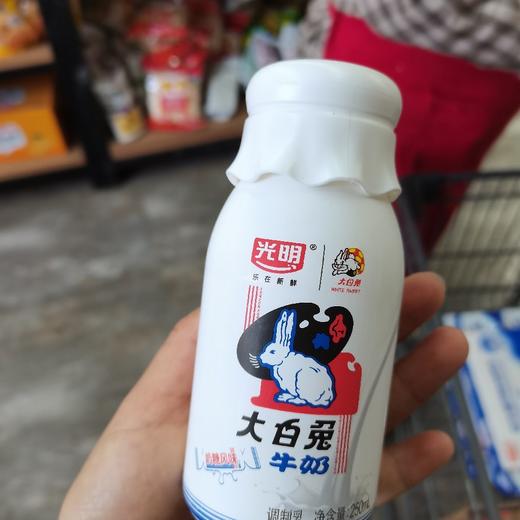 光明®
乐在新鲜
大白兔
WHITE RABBIT
大白兔
牛奶
奶糖风味
调制乳 净含量：250mL